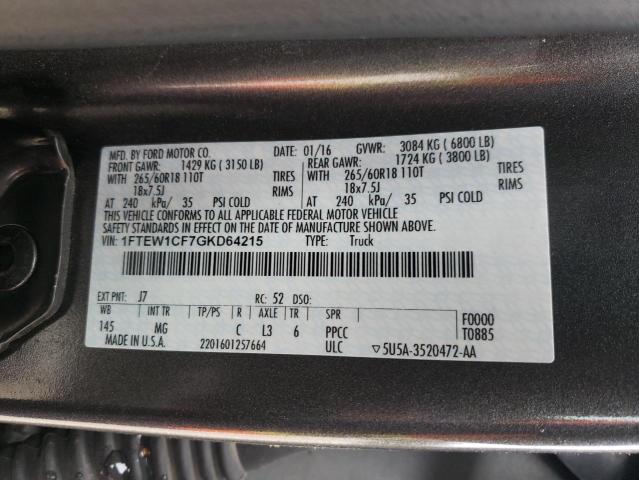 MFD. BY FORD MOTOR CO. DATE: 01/16 GVWR: 3084 KG ( 6800 LB)
FRONT GAWR: 1429 KG ( 3150 LB) REAR GAWR: 1724 KG ( 3800 LB)
WITH 265/60R18 110T TIRES WITH 265/60R18 110T TIRES
18x7.5J RIMS 18x7.5J RIMS
AT 240 kPa/ 35 PSI COLD AT 240 kPa/ 35 PSI COLD
THIS VEHICLE CONFORMS TO ALL APPLICABLE FEDERAL MOTOR VEHICLE
SAFETY STANDARDS IN EFFECT ON THE DATE OF MANUFACTURE SHOWN ABOVE.
VIN: 1FTEW1CF7GKD64215 TYPE: Truck
EXT PNT: J7 RC: 52 DSO:
WB INT TR TP/PS R AXLE TR SPR F0000
145 MG C L3 6 PPCC T0885
MADE IN U.S.A. 2201601257664 ULC ▽5U5A-3520472-AA